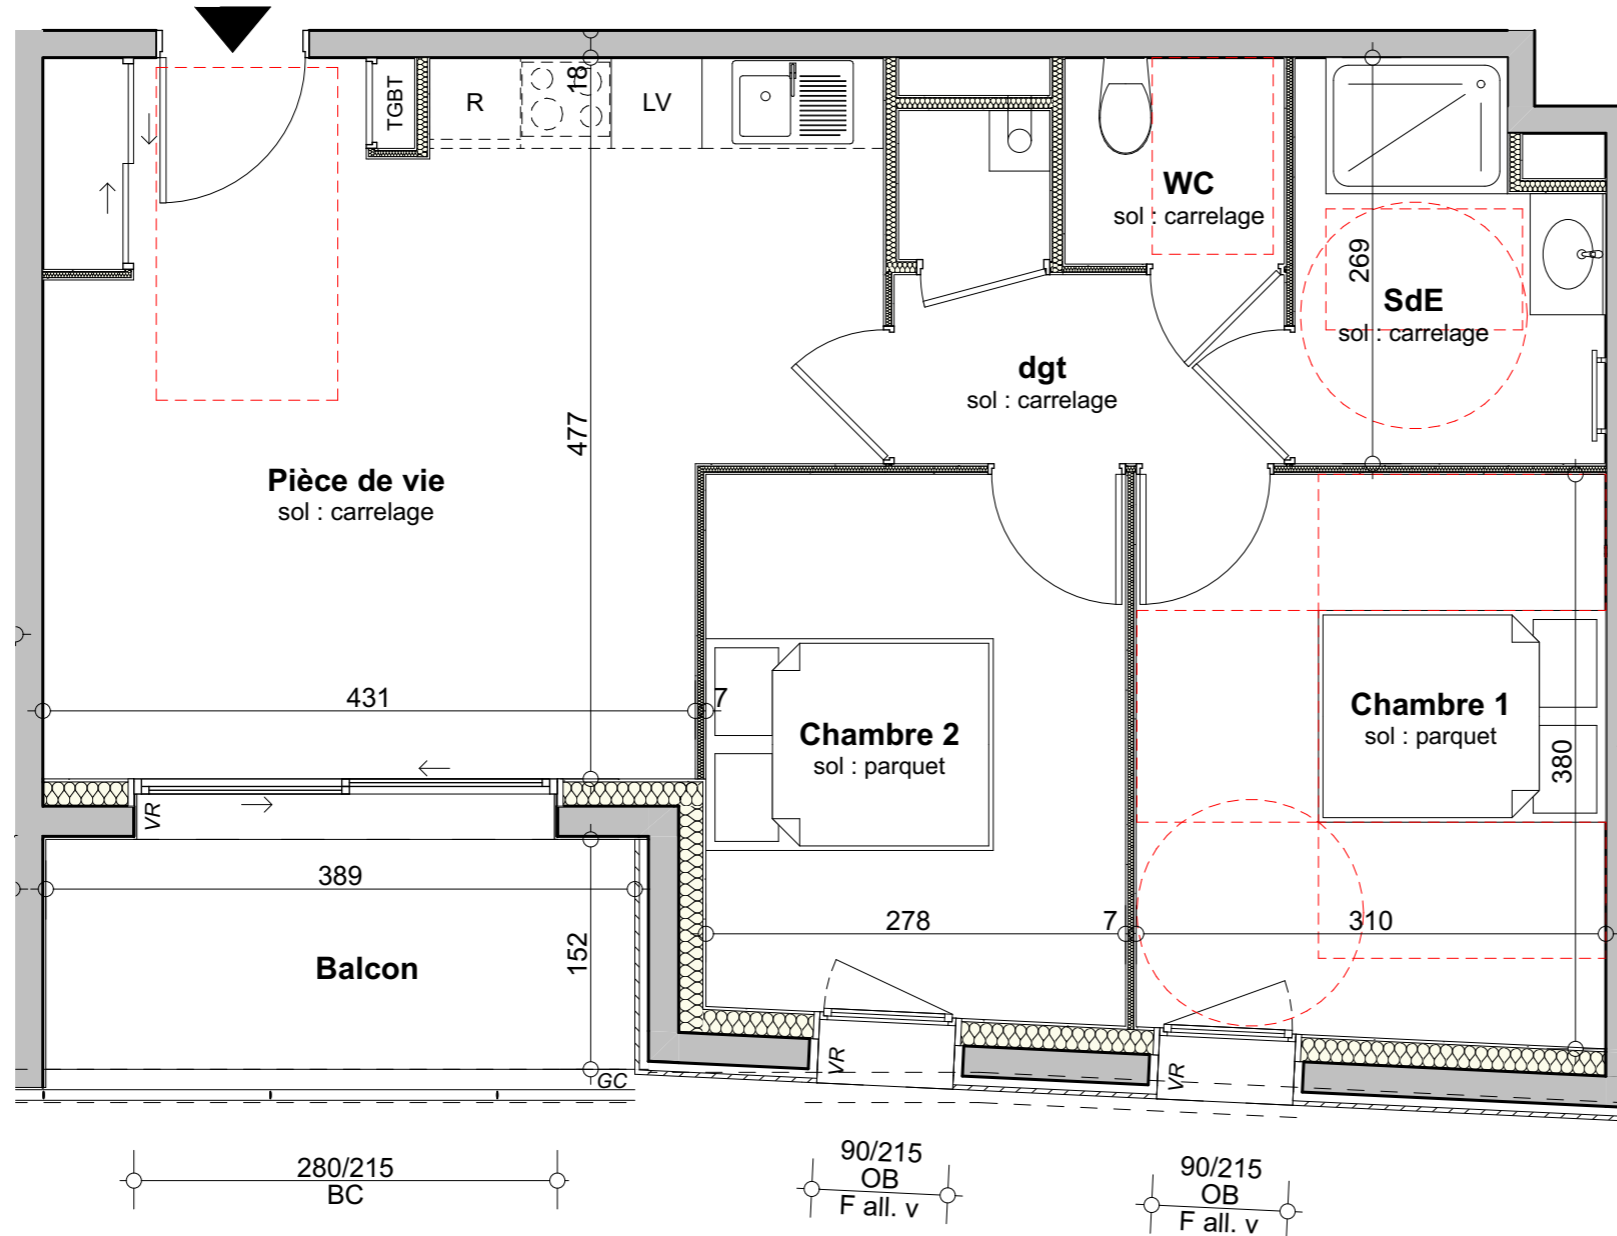 18
TGBT
R
LV
WC
sol : carrelage
269
SdE
sol : carrelage
dgt
sol : carrelage
477
Pièce de vie
sol : carrelage
431
7
Chambre 2
sol : parquet
Chambre 1
sol : parquet
380
VR
389
152
Balcon
278
7
310
GC
VR
VR
280/215
BC
90/215
OB
F all. v
90/215
OB
F all. v